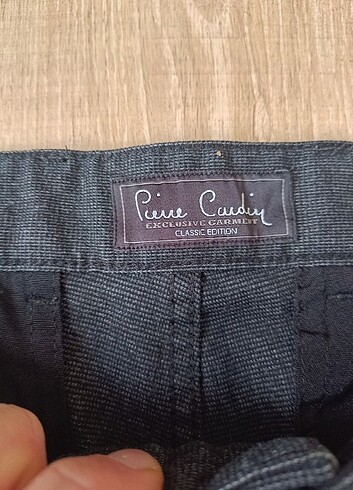 Pierre Cardin
EXCLUSIVE GARMENT
CLASSIC EDITION